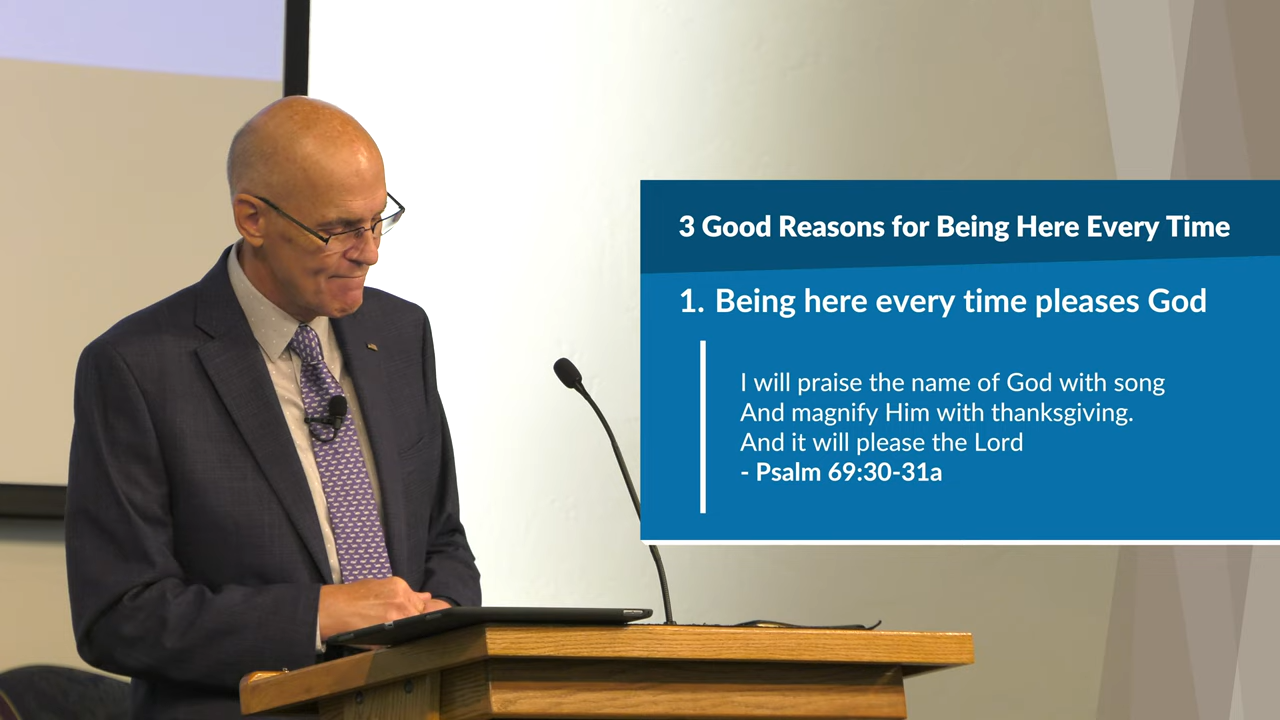 3 Good Reasons for Being Here Every Time
1. Being here every time pleases God
I will praise the name of God with song
And magnify Him with thanksgiving.
And it will please the Lord
- Psalm 69:30-31a